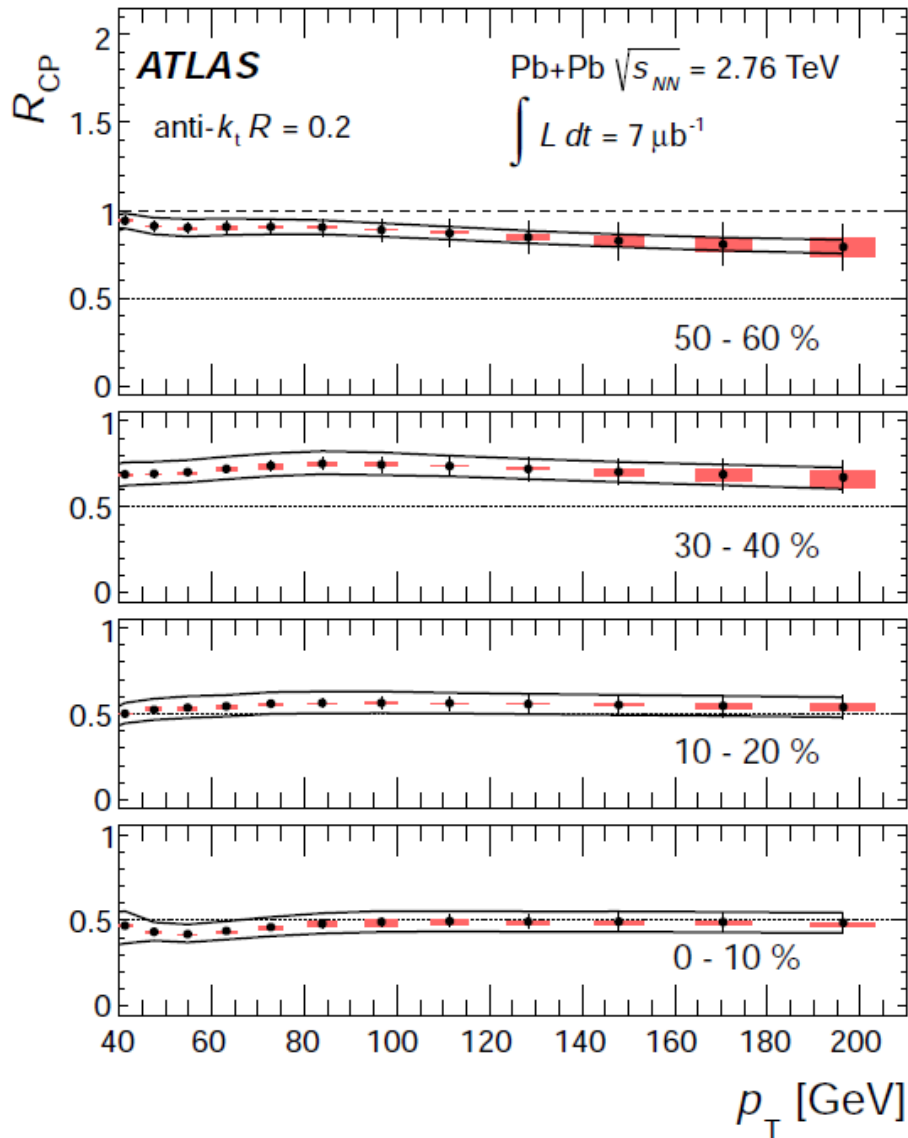 R_CP
2
1.5
1
0.5
0
ATLAS
anti-k_t R = 0.2
Pb+Pb √s_NN = 2.76 TeV
∫ L dt = 7 μb⁻¹
50 - 60 %
1
0.5
0
30 - 40 %
1
0.5
0
10 - 20 %
1
0.5
0
0 - 10 %
40 60 80 100 120 140 160 180 200
p_T [GeV]